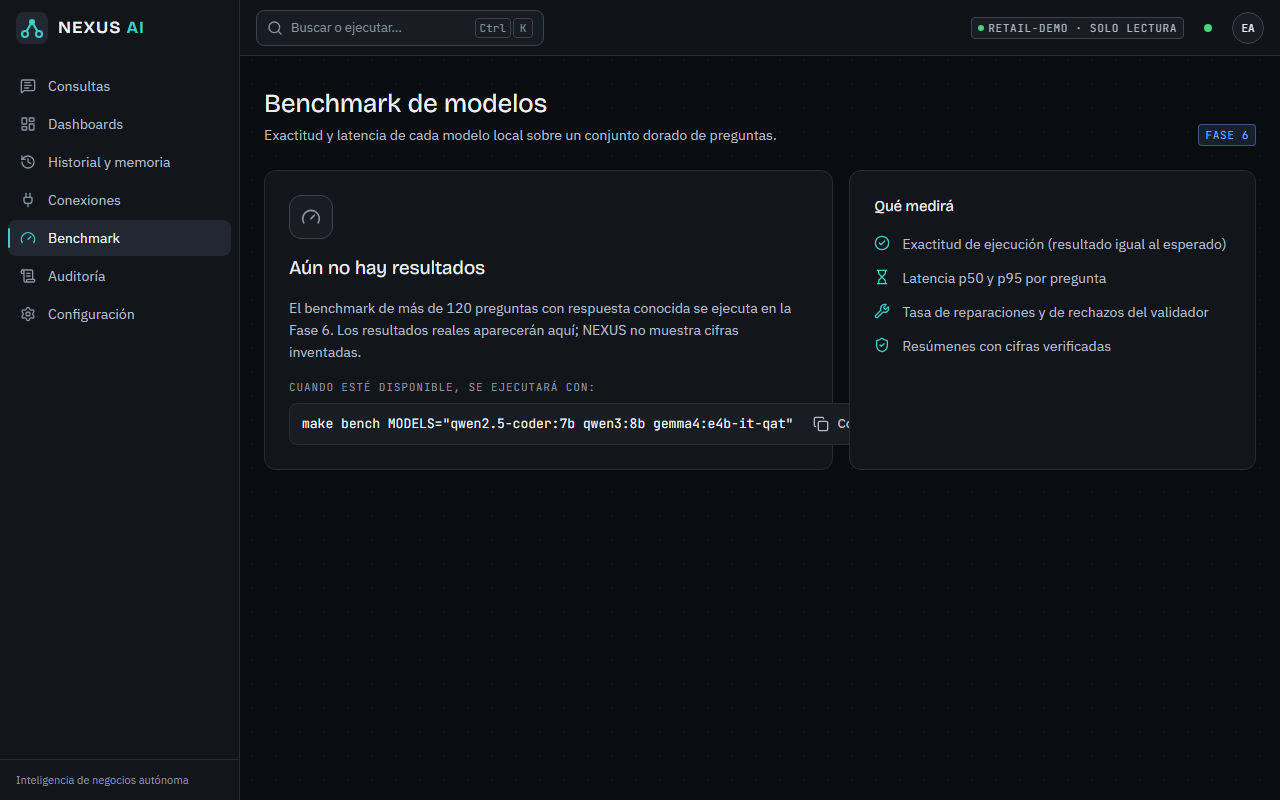 NEXUS AI
Buscar o ejecutar...
Ctrl K
RETAIL-DEMO · SOLO LECTURA
EA
Consultas
Dashboards
Historial y memoria
Conexiones
Benchmark
Auditoría
Configuración
Inteligencia de negocios autónoma
Benchmark de modelos
Exactitud y latencia de cada modelo local sobre un conjunto dorado de preguntas.
FASE 6
Aún no hay resultados
El benchmark de más de 120 preguntas con respuesta conocida se ejecuta en la
Fase 6. Los resultados reales aparecerán aquí; NEXUS no muestra cifras
inventadas.
CUANDO ESTÉ DISPONIBLE, SE EJECUTARÁ CON:
make bench MODELS="qwen2.5-coder:7b qwen3:8b gemma4:e4b-it-qat"
Qué medirá
Exactitud de ejecución (resultado igual al esperado)
Latencia p50 y p95 por pregunta
Tasa de reparaciones y de rechazos del validador
Resúmenes con cifras verificadas